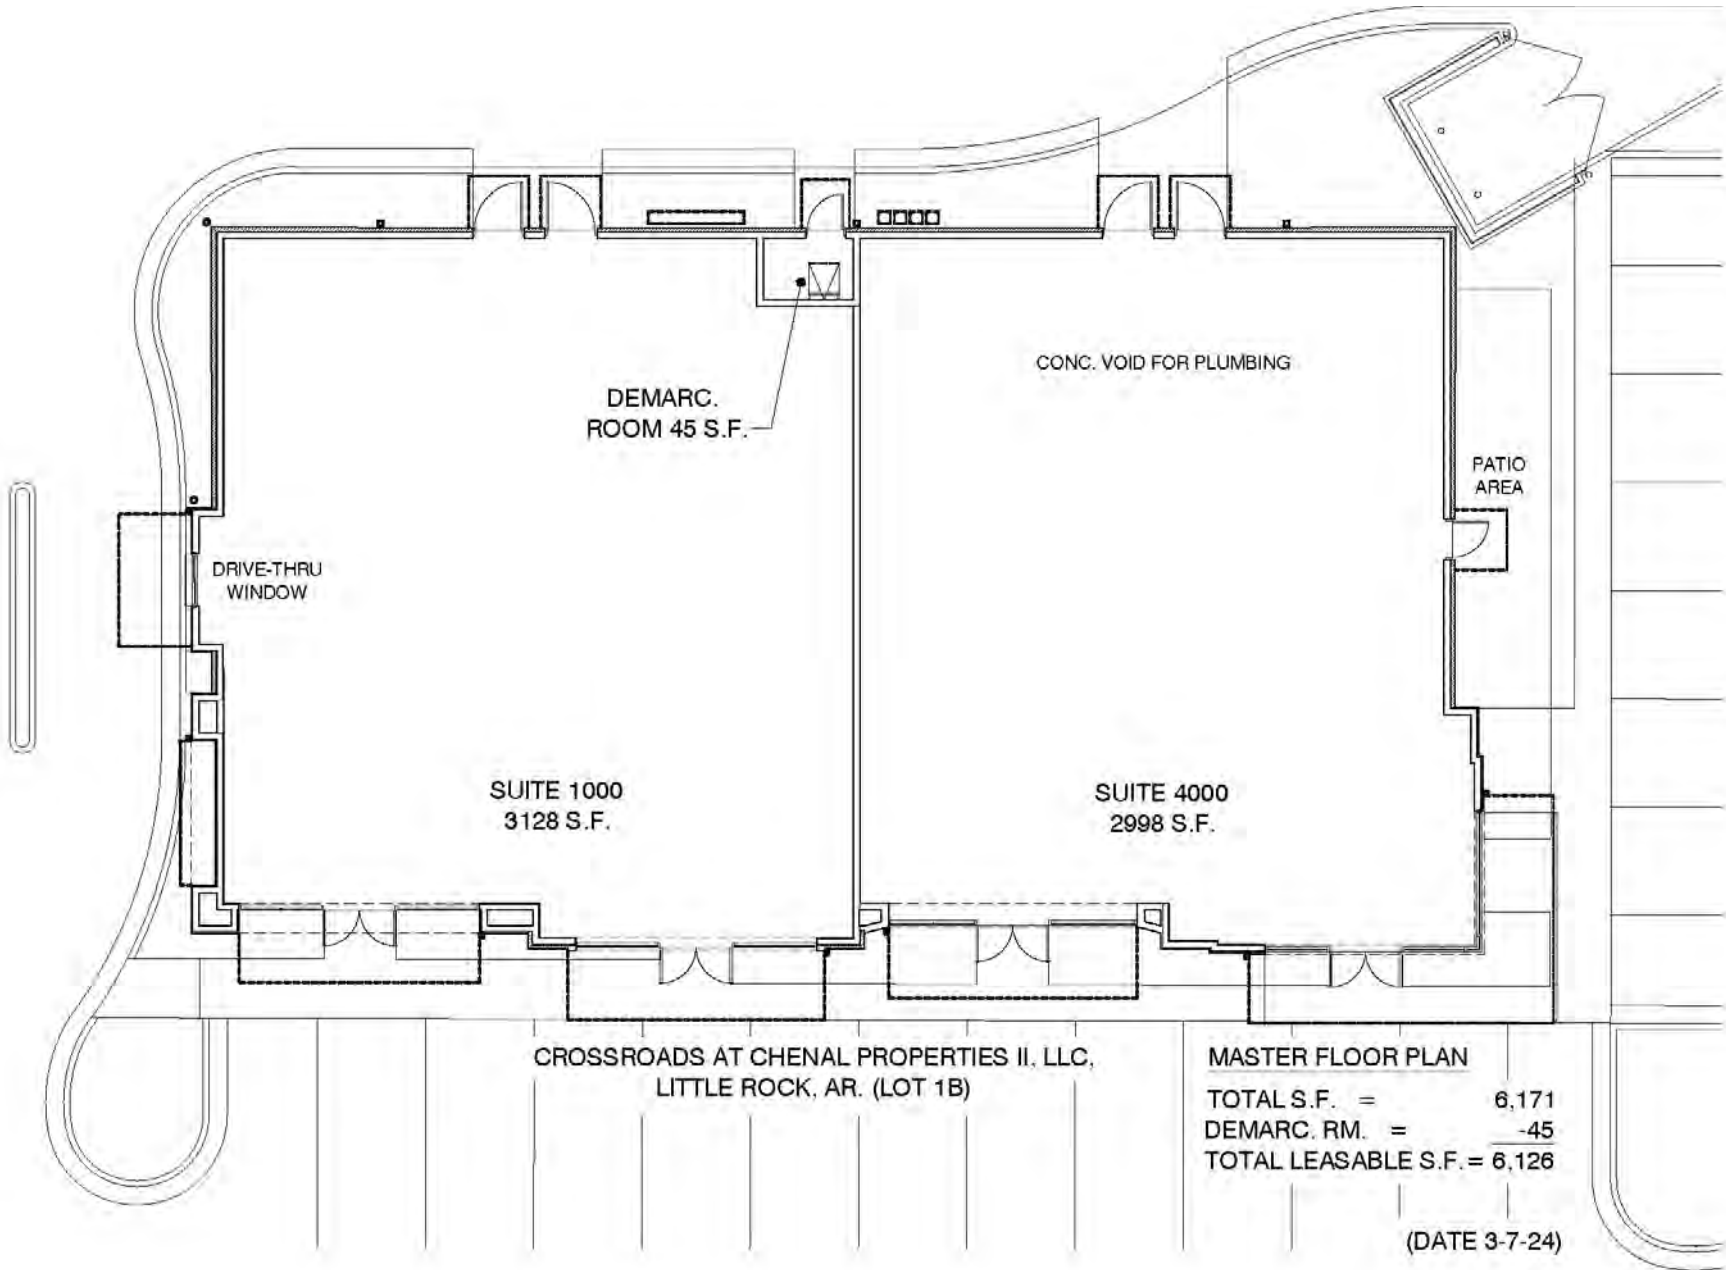 DEMARC.
ROOM 45 S.F.
CONC. VOID FOR PLUMBING
PATIO
AREA
DRIVE-THRU
WINDOW
SUITE 1000
3128 S.F.
SUITE 4000
2998 S.F.
CROSSROADS AT CHENAL PROPERTIES II, LLC,
LITTLE ROCK, AR. (LOT 1B)
MASTER FLOOR PLAN
TOTAL S.F. = 6,171
DEMARC. RM. = -45
TOTAL LEASABLE S.F. = 6,126
(DATE 3-7-24)